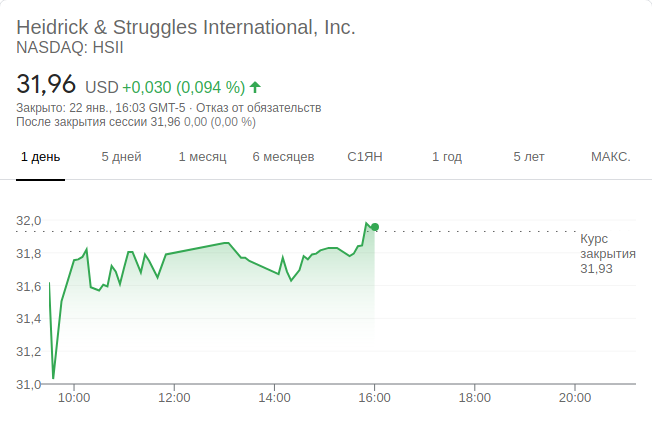 Heidrick & Struggles International, Inc.
NASDAQ: HSII
31,96 USD +0,030 (0,094 %)
Закрыто: 22 янв., 16:03 GMT-5 · Отказ от обязательств
После закрытия сессии 31,96 0,00 (0,00 %)
1 день 5 дней 1 месяц 6 месяцев С1ЯН 1 год 5 лет МАКС.
32,0
31,8
31,6
31,4
31,2
31,0
Курс
закрытия
31,93
10:00 12:00 14:00 16:00 18:00 20:00